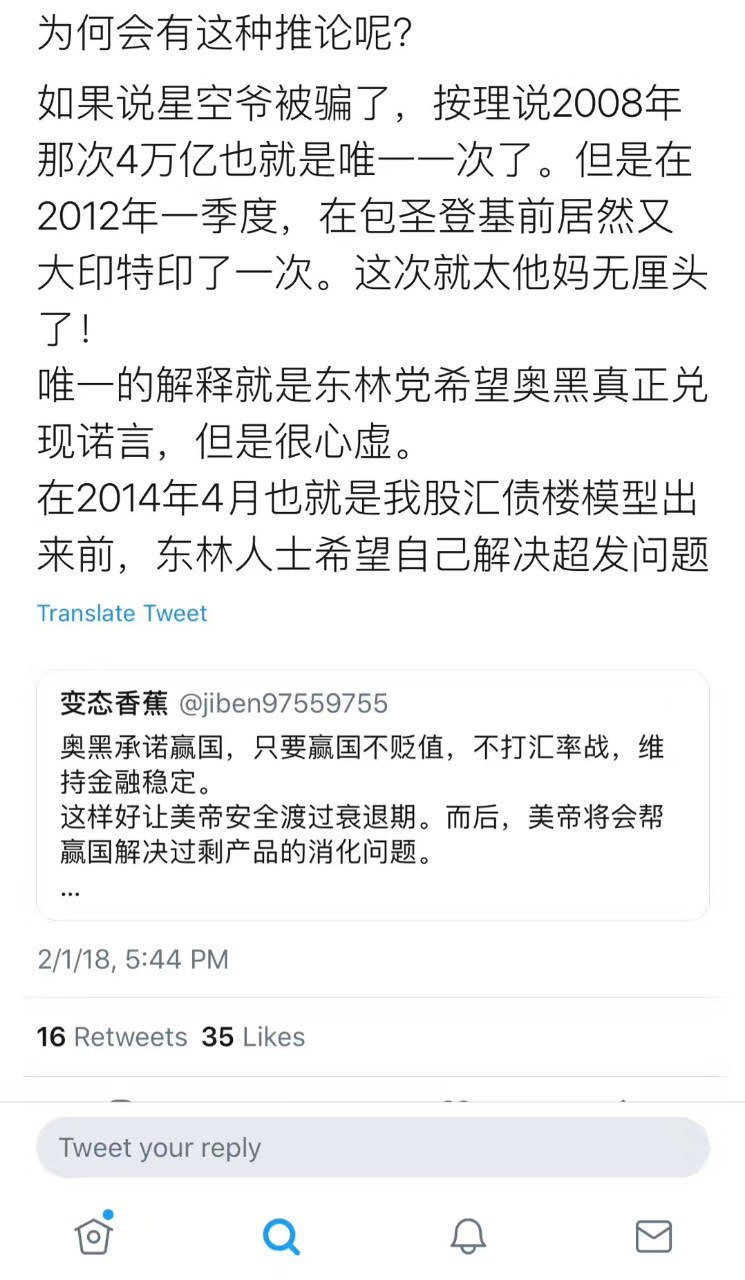 为何会有这种推论呢?
如果说星空爷被骗了，按理说2008年
那次4万亿也就是唯一一次了。但是在
2012年一季度，在包圣登基前居然又
大印特印了一次。这次就太他妈无厘头
了!
唯一的解释就是东林党希望奥黑真正兑
现诺言，但是很心虚。
在2014年4月也就是我股汇债楼模型出
来前，东林人士希望自己解决超发问题
Translate Tweet
变态香蕉 @jiben97559755
奥黑承诺赢国，只要赢国不贬值，不打汇率战，维
持金融稳定。
这样好让美帝安全渡过衰退期。而后，美帝将会帮
赢国解决过剩产品的消化问题。
...
2/1/18, 5:44 PM
16 Retweets 35 Likes
Tweet your reply